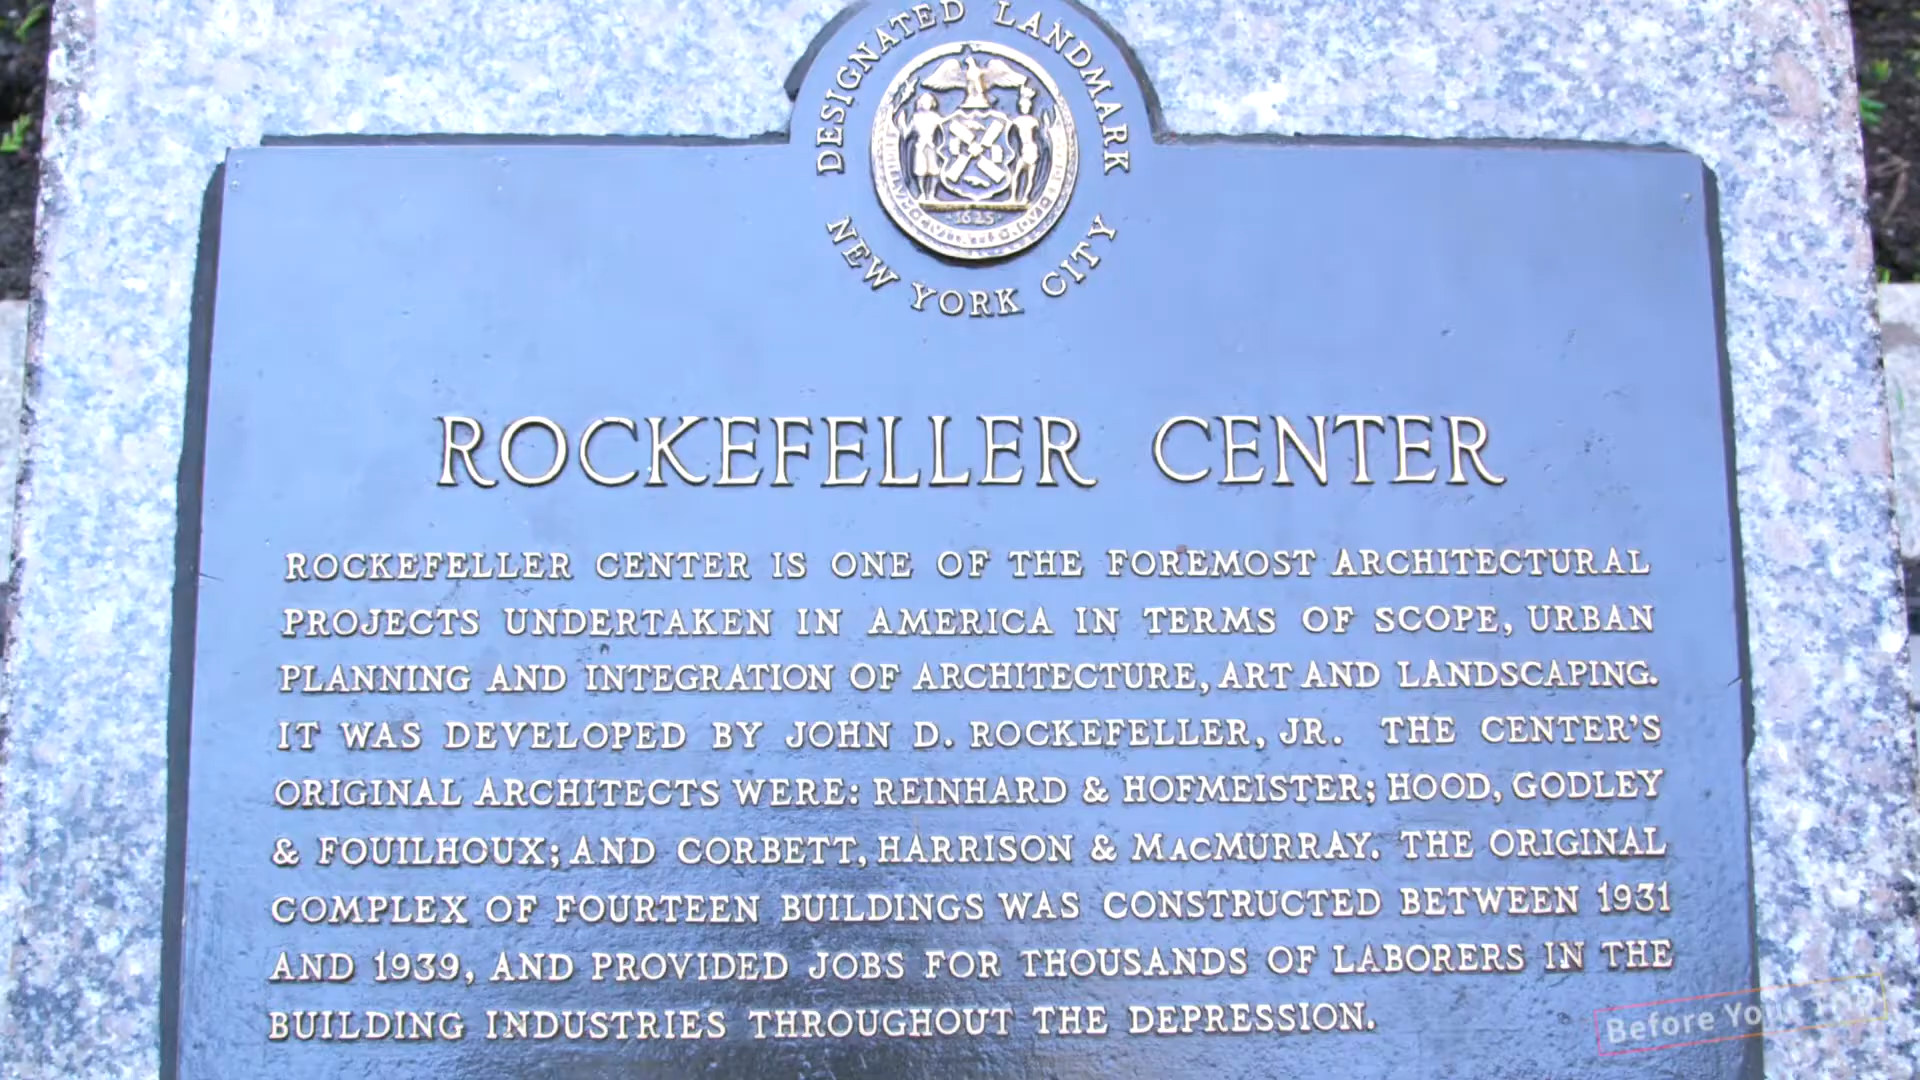 DESIGNATED LANDMARK
NEW YORK CITY
1625
ROCKEFELLER CENTER
ROCKEFELLER CENTER IS ONE OF THE FOREMOST ARCHITECTURAL
PROJECTS UNDERTAKEN IN AMERICA IN TERMS OF SCOPE, URBAN
PLANNING AND INTEGRATION OF ARCHITECTURE, ART AND LANDSCAPING.
IT WAS DEVELOPED BY JOHN D. ROCKEFELLER, JR. THE CENTER'S
ORIGINAL ARCHITECTS WERE: REINHARD & HOFMEISTER; HOOD, GODLEY
& FOUILHOUX; AND CORBETT, HARRISON & MACMURRAY. THE ORIGINAL
COMPLEX OF FOURTEEN BUILDINGS WAS CONSTRUCTED BETWEEN 1931
AND 1939, AND PROVIDED JOBS FOR THOUSANDS OF LABORERS IN THE
BUILDING INDUSTRIES THROUGHOUT THE DEPRESSION.
Before Your Trip